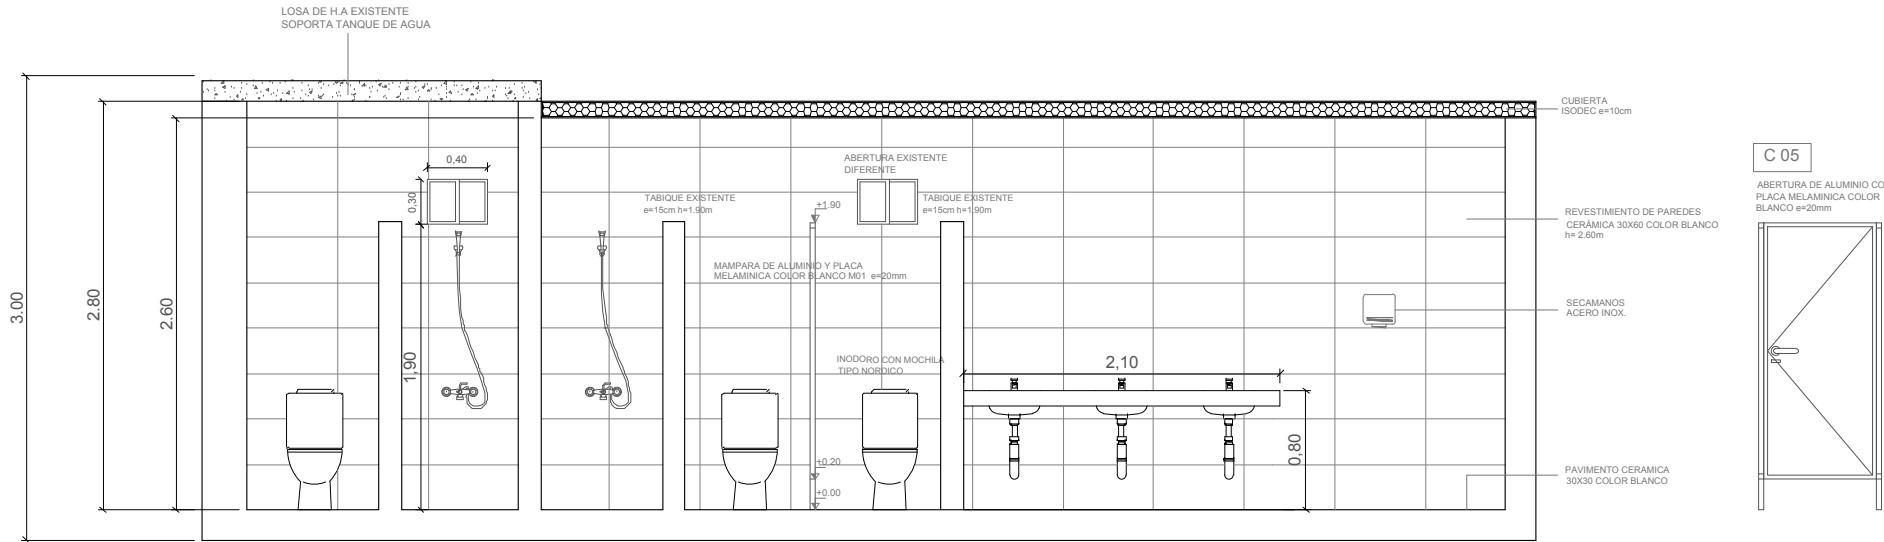 LOSA DE H.A EXISTENTE
SOPORTA TANQUE DE AGUA
CUBIERTA
ISODEC e=10cm
C 05
ABERTURA DE ALUMINIO CO
PLACA MELAMINICA COLOR
BLANCO e=20mm
0,40
0,30
ABERTURA EXISTENTE
DIFERENTE
TABIQUE EXISTENTE
e=15cm h=1.90m
+1.90
TABIQUE EXISTENTE
e=15cm h=1.90m
REVESTIMIENTO DE PAREDES
CERÁMICA 30X60 COLOR BLANCO
h= 2.60m
MAMPARA DE ALUMINIO Y PLACA
MELAMINICA COLOR BLANCO M01 e=20mm
3.00
2.80
2.60
1,90
SECAMANOS
ACERO INOX.
INODORO CON MOCHILA
TIPO NORDICO
2,10
0,80
+0.20
+0.00
PAVIMENTO CERAMICA
30X30 COLOR BLANCO